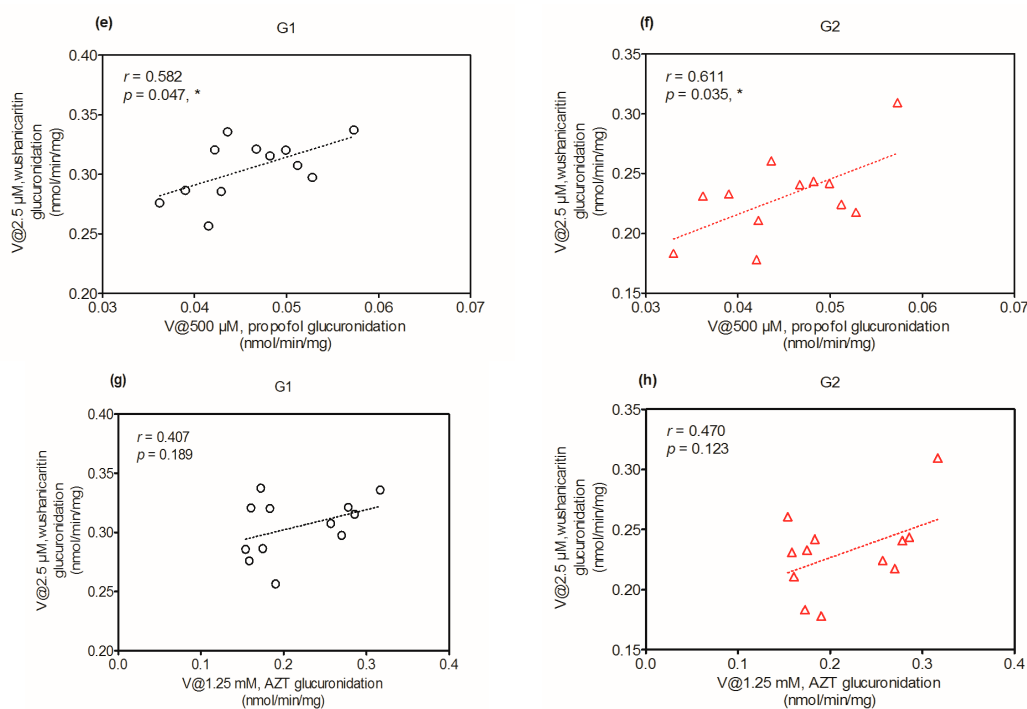 (e)
G1
r = 0.582
p = 0.047, *
V@2.5 µM,wushanicaritin
glucuronidation
(nmol/min/mg)
0.40
0.35
0.30
0.25
0.20
0.03 0.04 0.05 0.06 0.07
V@500 µM, propofol glucuronidation
(nmol/min/mg)
(f)
G2
r = 0.611
p = 0.035, *
V@2.5 µM,wushanicaritin
glucuronidation
(nmol/min/mg)
0.35
0.30
0.25
0.20
0.15
0.03 0.04 0.05 0.06 0.07
V@500 µM, propofol glucuronidation
(nmol/min/mg)
(g)
G1
r = 0.407
p = 0.189
V@2.5 µM,wushanicaritin
glucuronidation
(nmol/min/mg)
0.40
0.35
0.30
0.25
0.20
0.0 0.1 0.2 0.3 0.4
V@1.25 mM, AZT glucuronidation
(nmol/min/mg)
(h)
G2
r = 0.470
p = 0.123
V@2.5 µM,wushanicaritin
glucuronidation
(nmol/min/mg)
0.35
0.30
0.25
0.20
0.15
0.0 0.1 0.2 0.3 0.4
V@1.25 mM, AZT glucuronidation
(nmol/min/mg)